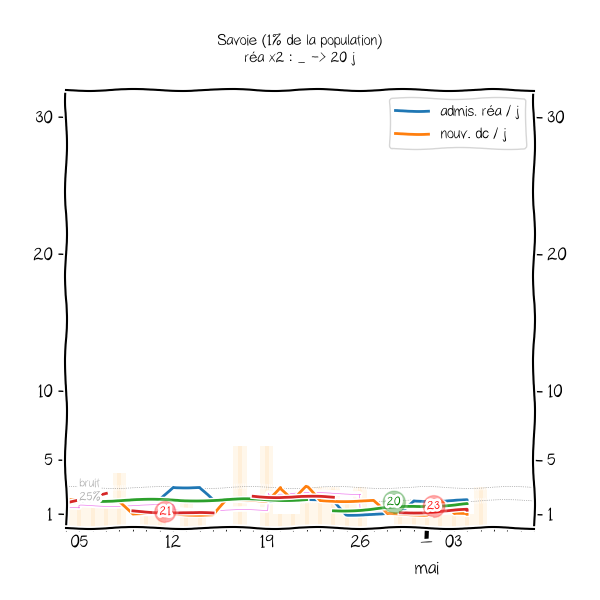 Savoie (1% de la population)
réa x2 : _ -> 20 j
admis. réa / j
nouv. dc / j
30 30
20 20
10 10
5 5
bruit
25%
20
23
21
1 1
05 12 19 26 03
mai